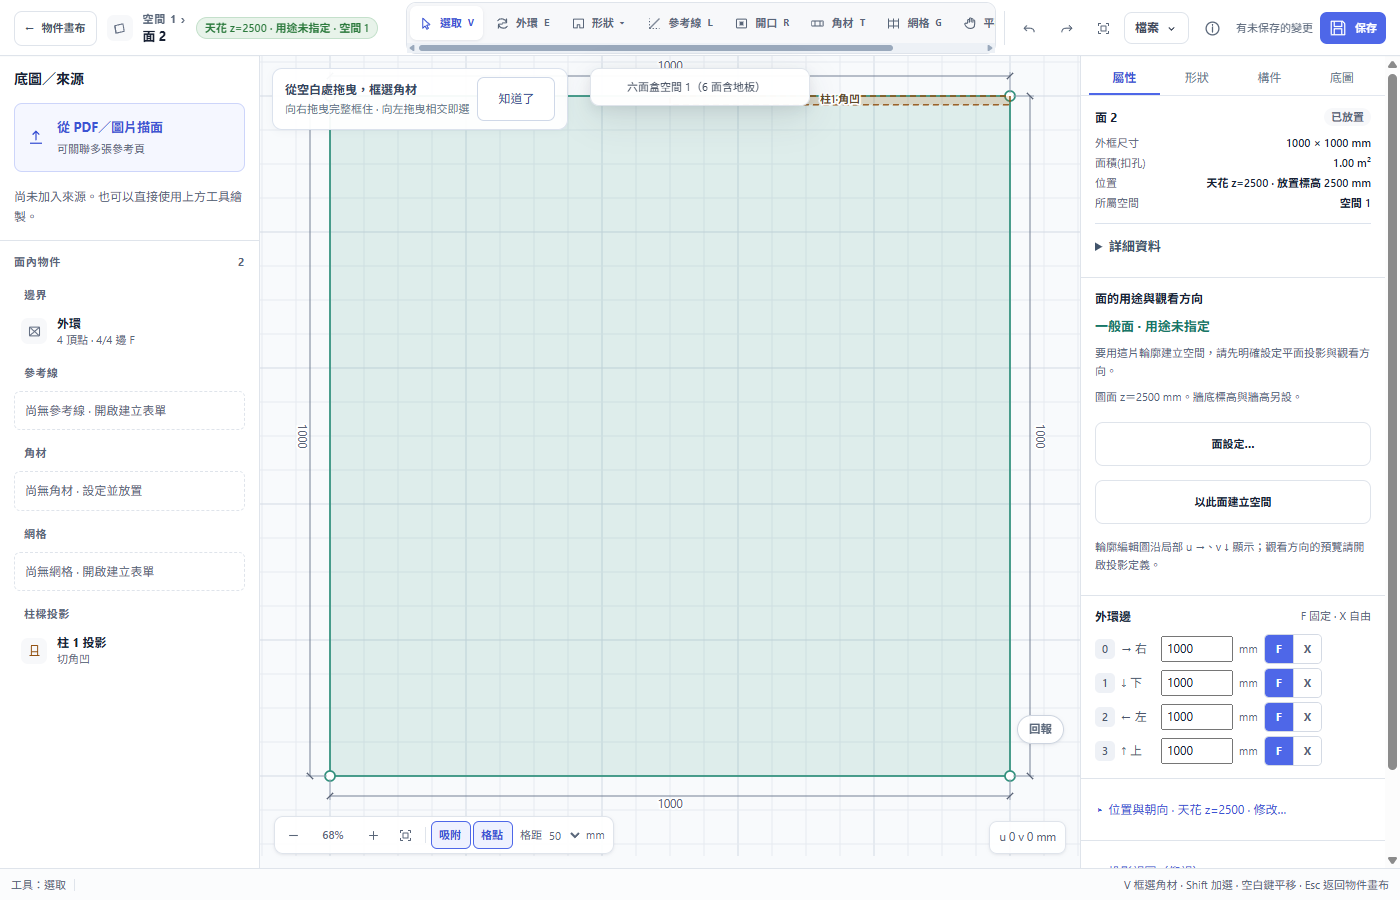 ← 物件畫布
空間 1 ›
面 2
天花 z=2500 · 用途未指定 · 空間 1
選取 V
外環 E
形狀
參考線 L
開口 R
角材 T
網格 G
平
檔案
有未保存的變更
保存
底圖／來源
從 PDF／圖片描面
可關聯多張參考頁
尚未加入來源。也可以直接使用上方工具繪
製。
面內物件 2
邊界
外環
4 頂點 · 4/4 邊 F
參考線
尚無參考線 · 開啟建立表單
角材
尚無角材 · 設定並放置
網格
尚無網格 · 開啟建立表單
柱樑投影
柱 1 投影
切角凹
從空白處拖曳，框選角材
向右拖曳完整框住 · 向左拖曳相交即選
知道了
1000
六面盒空間 1（6 面含地板）
柱1·角凹
1000
1000
1000
回報
68%
吸附
格點
格距 50 mm
u 0 v 0 mm
屬性
形狀
構件
底圖
面 2
已放置
外框尺寸 1000 × 1000 mm
面積(扣孔) 1.00 m²
位置 天花 z=2500 · 放置標高 2500 mm
所屬空間 空間 1
▶ 詳細資料
面的用途與觀看方向
一般面 · 用途未指定
要用這片輪廓建立空間，請先明確設定平面投影與觀看方
向。
圖面 z=2500 mm。牆底標高與牆高另設。
面設定...
以此面建立空間
輪廓編輯圖沿局部 u →、v ↓ 顯示；觀看方向的預覽請開
啟投影定義。
外環邊 F 固定 · X 自由
0 → 右 1000 mm F X
1 ↓ 下 1000 mm F X
2 ← 左 1000 mm F X
3 ↑ 上 1000 mm F X
▸ 位置與朝向 · 天花 z=2500 · 修改...
工具：選取
V 框選角材 · Shift 加選 · 空白鍵平移 · Esc 返回物件畫布